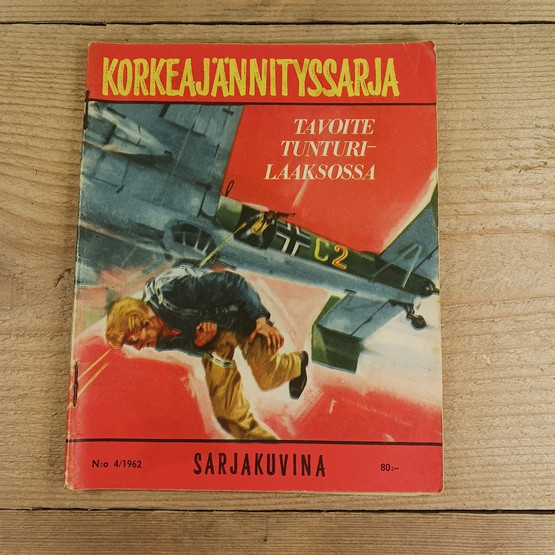 KORKEAJÄNNITYSSARJA
TAVOITE
TUNTURI-
LAAKSOSSA
C2
N:o 4/1962
SARJAKUVINA
80:-